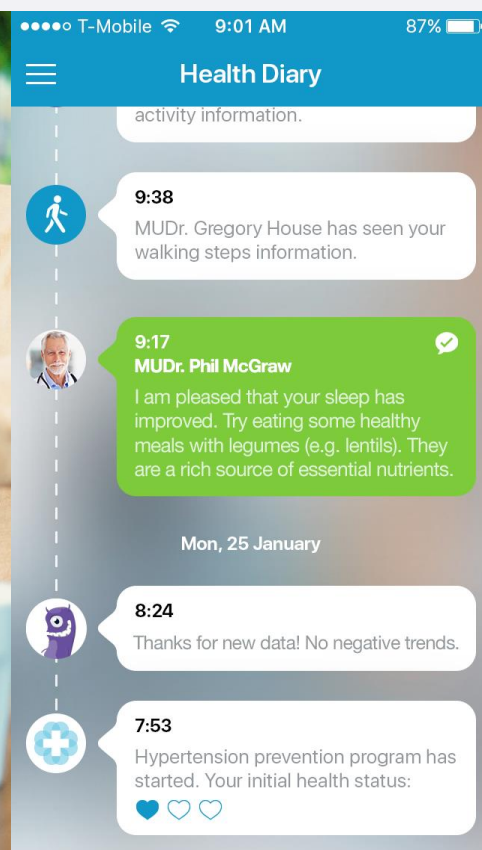 T-Mobile 9:01 AM 87%
Health Diary
activity information.
9:38
MUDr. Gregory House has seen your
walking steps information.
9:17
MUDr. Phil McGraw
I am pleased that your sleep has
improved. Try eating some healthy
meals with legumes (e.g. lentils). They
are a rich source of essential nutrients.
Mon, 25 January
8:24
Thanks for new data! No negative trends.
7:53
Hypertension prevention program has
started. Your initial health status: